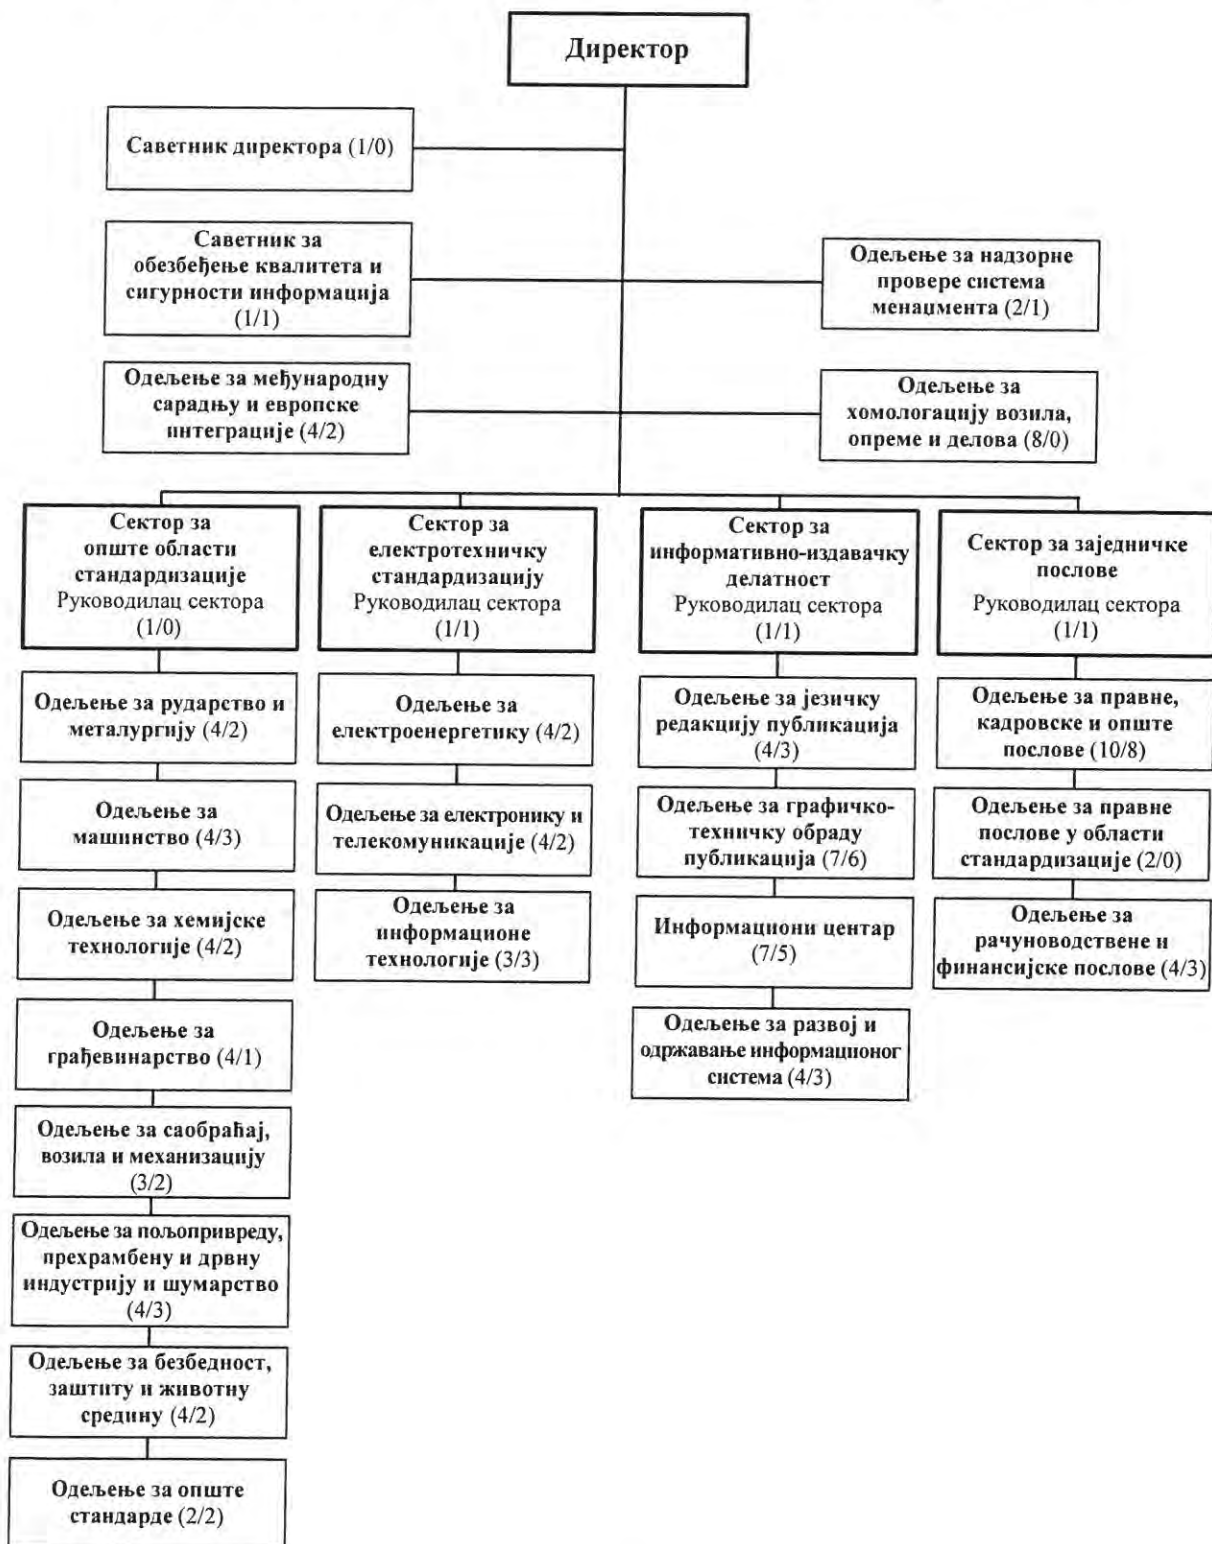 Директор
Саветник директора (1/0)
Саветник за
обезбеђење квалитета и
сигурности информација
(1/1)
Одељење за надзорне
провере система
менаџмента (2/1)
Одељење за међународну
сарадњу и европске
интеграције (4/2)
Одељење за
хомологацију возила,
опреме и делова (8/0)
Сектор за
опште области
стандардизације
Руководилац сектора
(1/0)
Одељење за рударство и
металургију (4/2)
Одељење за
машинство (4/3)
Одељење за хемијске
технологије (4/2)
Одељење за
грађевинарство (4/1)
Одељење за саобраћај,
возила и механизацију
(3/2)
Одељење за пољопривреду,
прехрамбену и дрвну
индустрију и шумарство
(4/3)
Одељење за безбедност,
заштиту и животну
средину (4/2)
Одељење за опште
стандарде (2/2)
Сектор за
електротехничку
стандардизацију
Руководилац сектора
(1/1)
Одељење за
електроенергетику (4/2)
Одељење за електронику и
телекомуникације (4/2)
Одељење за
информационе
технологије (3/3)
Сектор за
информативно-издавачку
делатност
Руководилац сектора
(1/1)
Одељење за језичку
редакцију публикација
(4/3)
Одељење за графичко-
техничку обраду
публикација (7/6)
Информациони центар
(7/5)
Одељење за развој и
одржавање информационог
система (4/3)
Сектор за заједничке
послове
Руководилац сектора
(1/1)
Одељење за правне,
кадровске и опште
послове (10/8)
Одељење за правне
послове у области
стандардизације (2/0)
Одељење за
рачуноводствене и
финансијске послове (4/3)